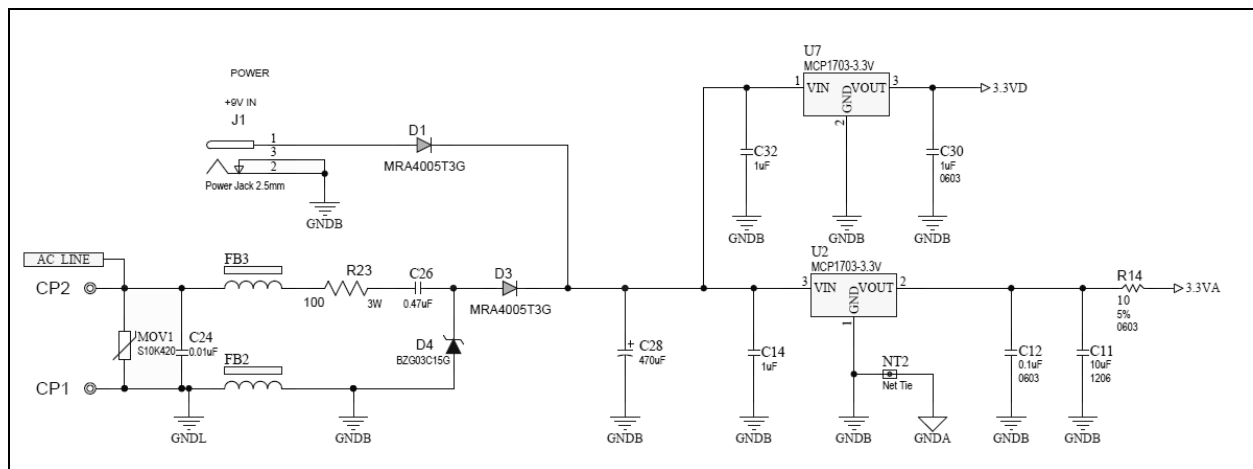 POWER
+9V IN
J1
1
3
2
Power Jack 2.5mm
GNDB
D1
MRA4005T3G
U7
MCP1703-3.3V
1
VIN
VOUT
3
GND
2
3.3VD
C32
1uF
C30
1uF
0603
GNDB
GNDB
GNDB
AC LINE
CP2
FB3
R23
100
3W
C26
0.47uF
D3
MRA4005T3G
MOV1
S10K420
C24
0.01uF
FB2
D4
BZG03C15G
CP1
GNDL
GNDB
C28
470uF
GNDB
C14
1uF
GNDB
U2
MCP1703-3.3V
3
VIN
VOUT
2
GND
1
NT2
Net Tie
GNDB
GNDA
C12
0.1uF
0603
GNDB
C11
10uF
1206
GNDB
R14
10
5%
0603
3.3VA